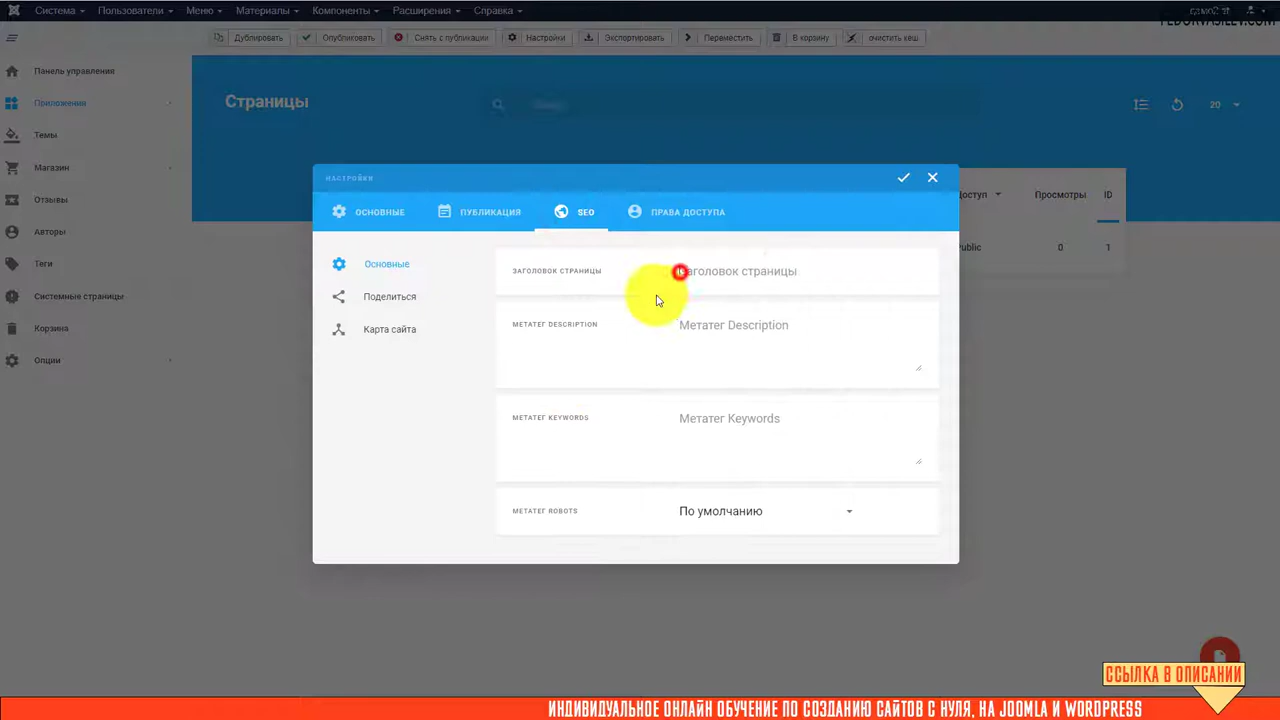 Система Пользователи Меню Материалы Компоненты Расширения Справка
Дублировать Опубликовать Снять с публикации Настройки Экспортировать Переместить В корзину очистить кеш
Панель управления
Приложения
Темы
Магазин
Отзывы
Авторы
Теги
Системные страницы
Корзина
Опции
Страницы
20
Доступ Просмотры ID
Public 0 1
НАСТРОЙКИ
ОСНОВНЫЕ ПУБЛИКАЦИЯ SEO ПРАВА ДОСТУПА
Основные
Поделиться
Карта сайта
ЗАГОЛОВОК СТРАНИЦЫ Заголовок страницы
МЕТАТЕГ DESCRIPTION Метатег Description
МЕТАТЕГ KEYWORDS Метатег Keywords
МЕТАТЕГ ROBOTS По умолчанию
ССЫЛКА В ОПИСАНИИ
ИНДИВИДУАЛЬНОЕ ОНЛАЙН ОБУЧЕНИЕ ПО СОЗДАНИЮ САЙТОВ С НУЛЯ, НА JOOMLA И WORDPRESS